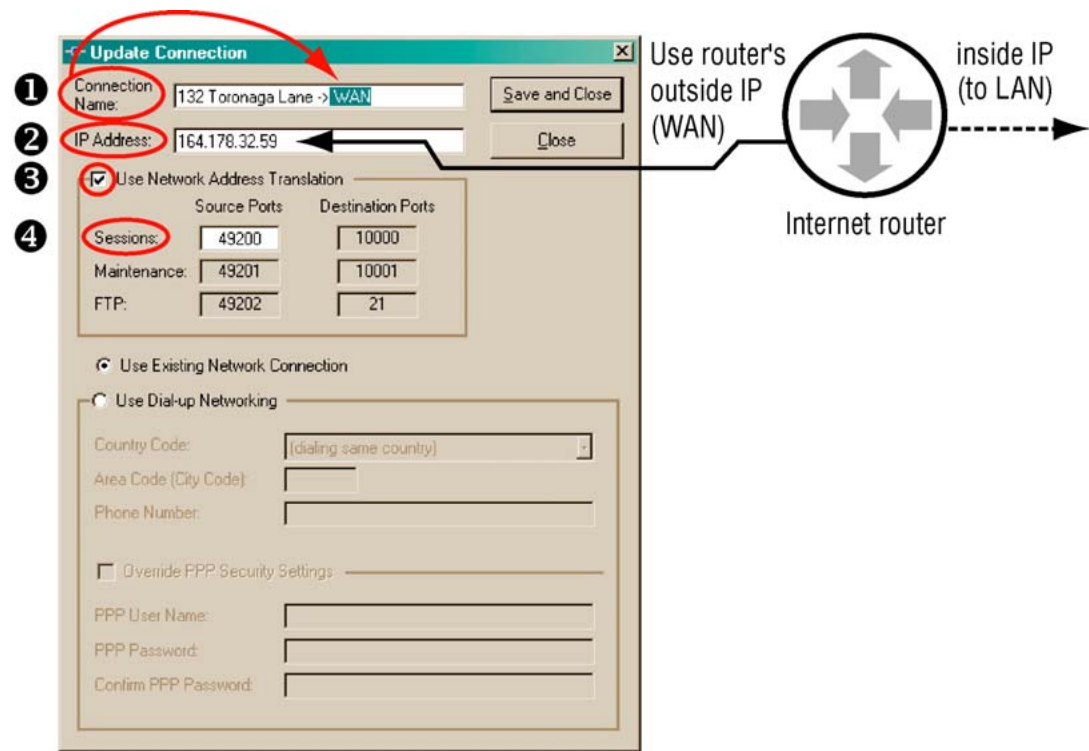 Update Connection
❶ Connection Name: 132 Toronaga Lane -> WAN
Save and Close
❷ IP Address: 164.178.32.59
Close
❸ Use Network Address Translation
Source Ports Destination Ports
❹ Sessions: 49200 10000
Maintenance: 49201 10001
FTP: 49202 21
Use Existing Network Connection
Use Dial-up Networking
Country Code: (dialing same country)
Area Code (City Code):
Phone Number:
Override PPP Security Settings
PPP User Name:
PPP Password:
Confirm PPP Password:
Use router's
outside IP
(WAN)
inside IP
(to LAN)
Internet router